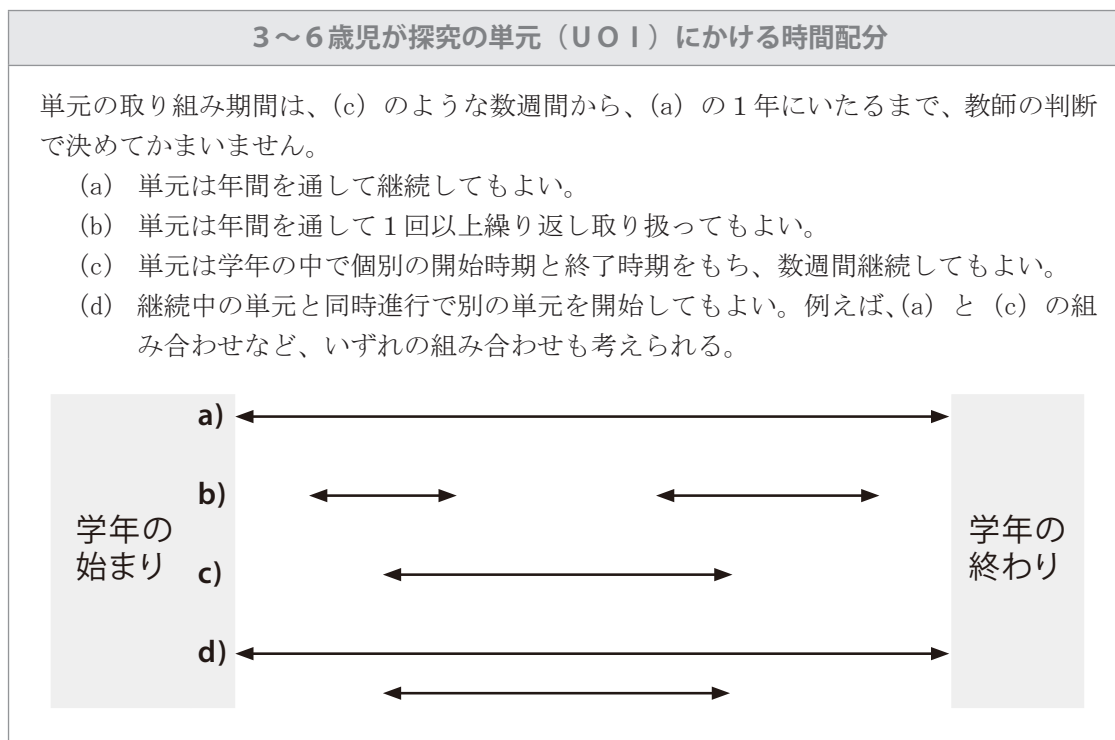 3～6歳児が探究の単元（UOI）にかける時間配分
単元の取り組み期間は、(c) のような数週間から、(a) の1年にいたるまで、教師の判断
で決めてかまいません。
(a) 単元は年間を通して継続してもよい。
(b) 単元は年間を通して1回以上繰り返し取り扱ってもよい。
(c) 単元は学年の中で個別の開始時期と終了時期をもち、数週間継続してもよい。
(d) 継続中の単元と同時進行で別の単元を開始してもよい。例えば、(a) と (c) の組
み合わせなど、いずれの組み合わせも考えられる。
a)
b)
学年の
始まり
c)
d)
学年の
終わり